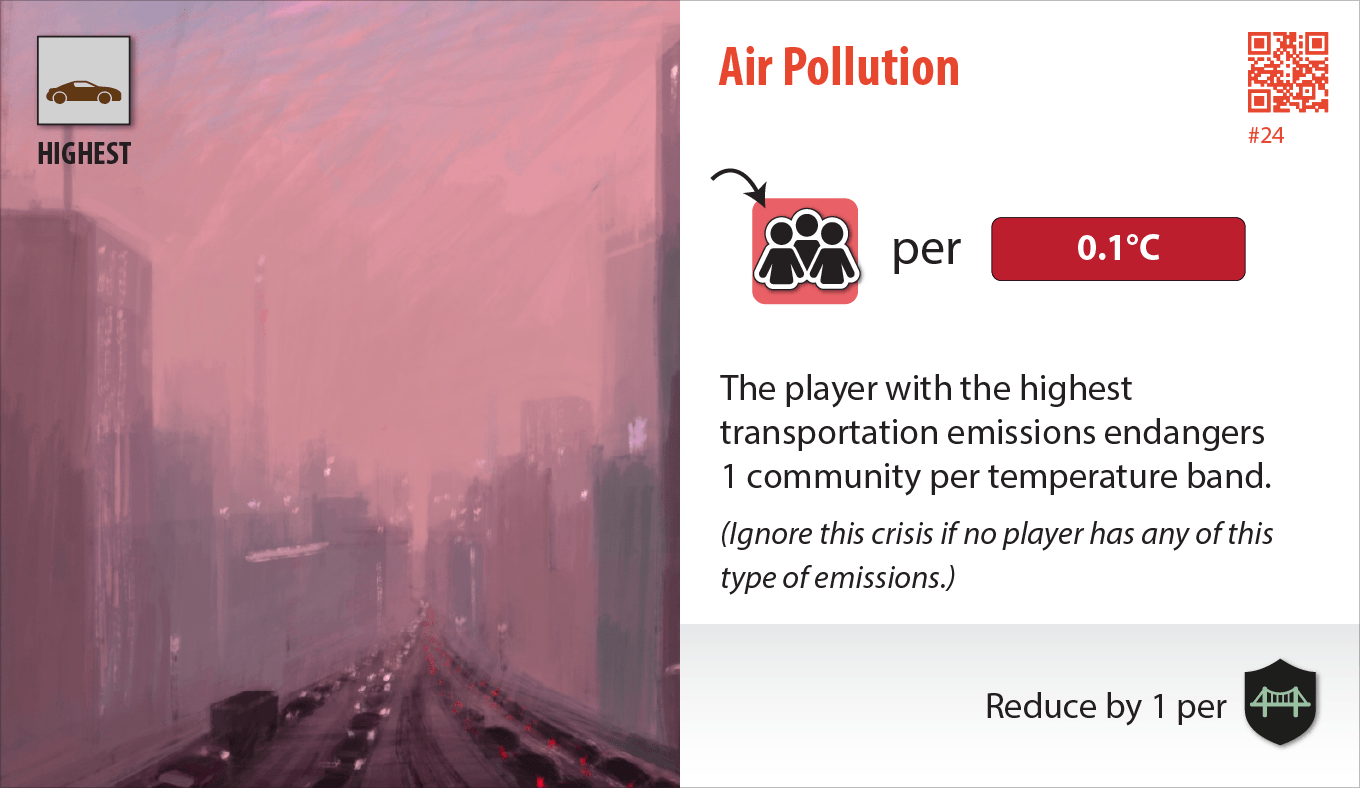 HIGHEST
Air Pollution
#24
per
0.1°C
The player with the highest
transportation emissions endangers
1 community per temperature band.
(Ignore this crisis if no player has any of this
type of emissions.)
Reduce by 1 per